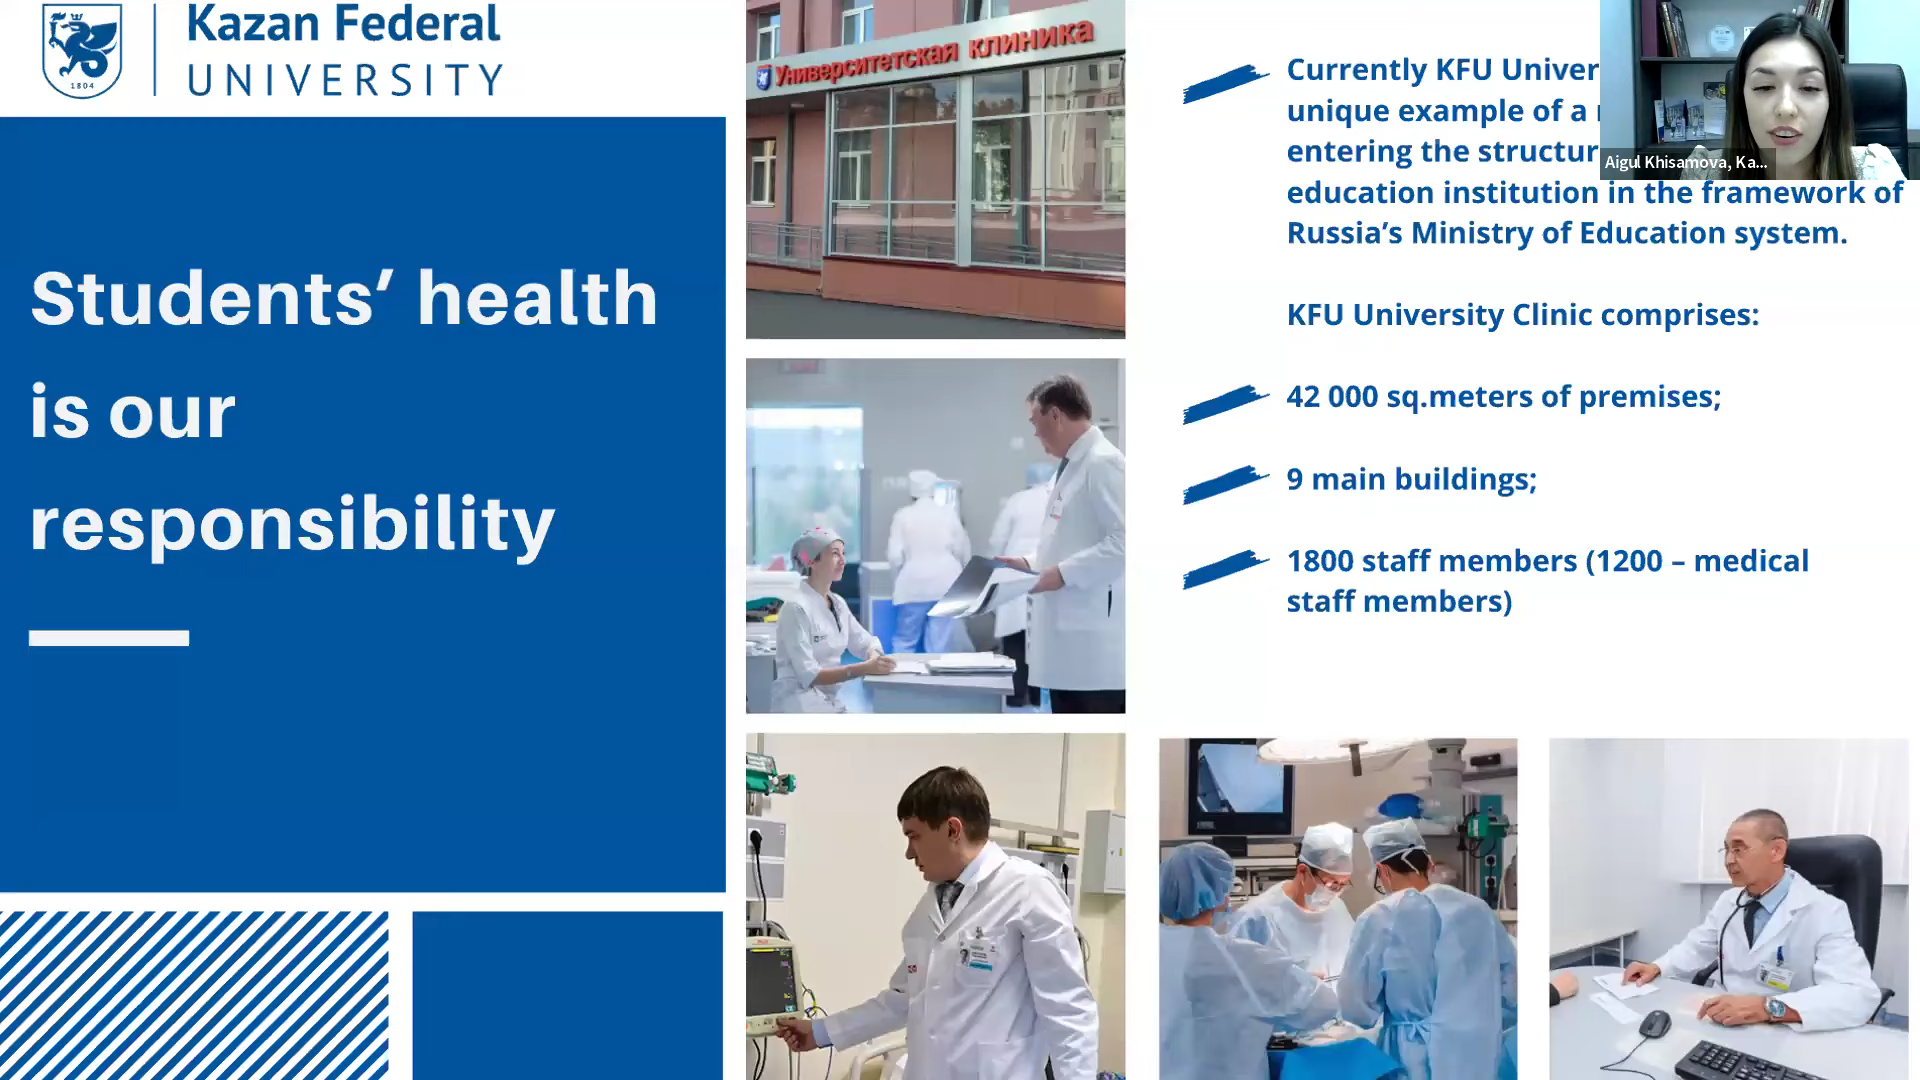 Kazan Federal
UNIVERSITY
1804
Students’ health
is our
responsibility
Университетская клиника
Currently KFU Univer
unique example of a
entering the structur
education institution in the framework of
Russia’s Ministry of Education system.
KFU University Clinic comprises:
42 000 sq.meters of premises;
9 main buildings;
1800 staff members (1200 – medical
staff members)
Aigul Khisamova, Ka...